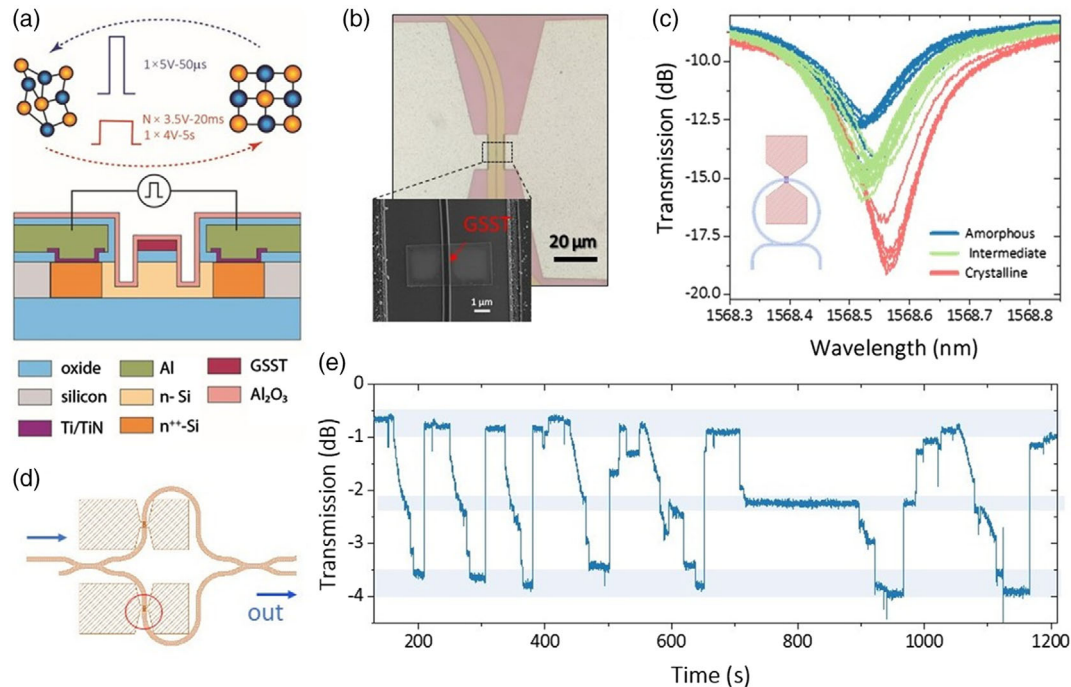 (a)
1×5V-50μs
N × 3.5V-20ms
1 × 4V-5s
oxide
Al
GSST
silicon
n- Si
Al₂O₃
Ti/TiN
n⁺⁺-Si
(b)
GSST
20 μm
1 μm
(c)
Transmission (dB)
-10.0
-12.5
-15.0
-17.5
-20.0
Amorphous
Intermediate
Crystalline
1568.3 1568.4 1568.5 1568.6 1568.7 1568.8
Wavelength (nm)
(d)
out
(e)
Transmission (dB)
0
-1
-2
-3
-4
200 400 600 800 1000 1200
Time (s)